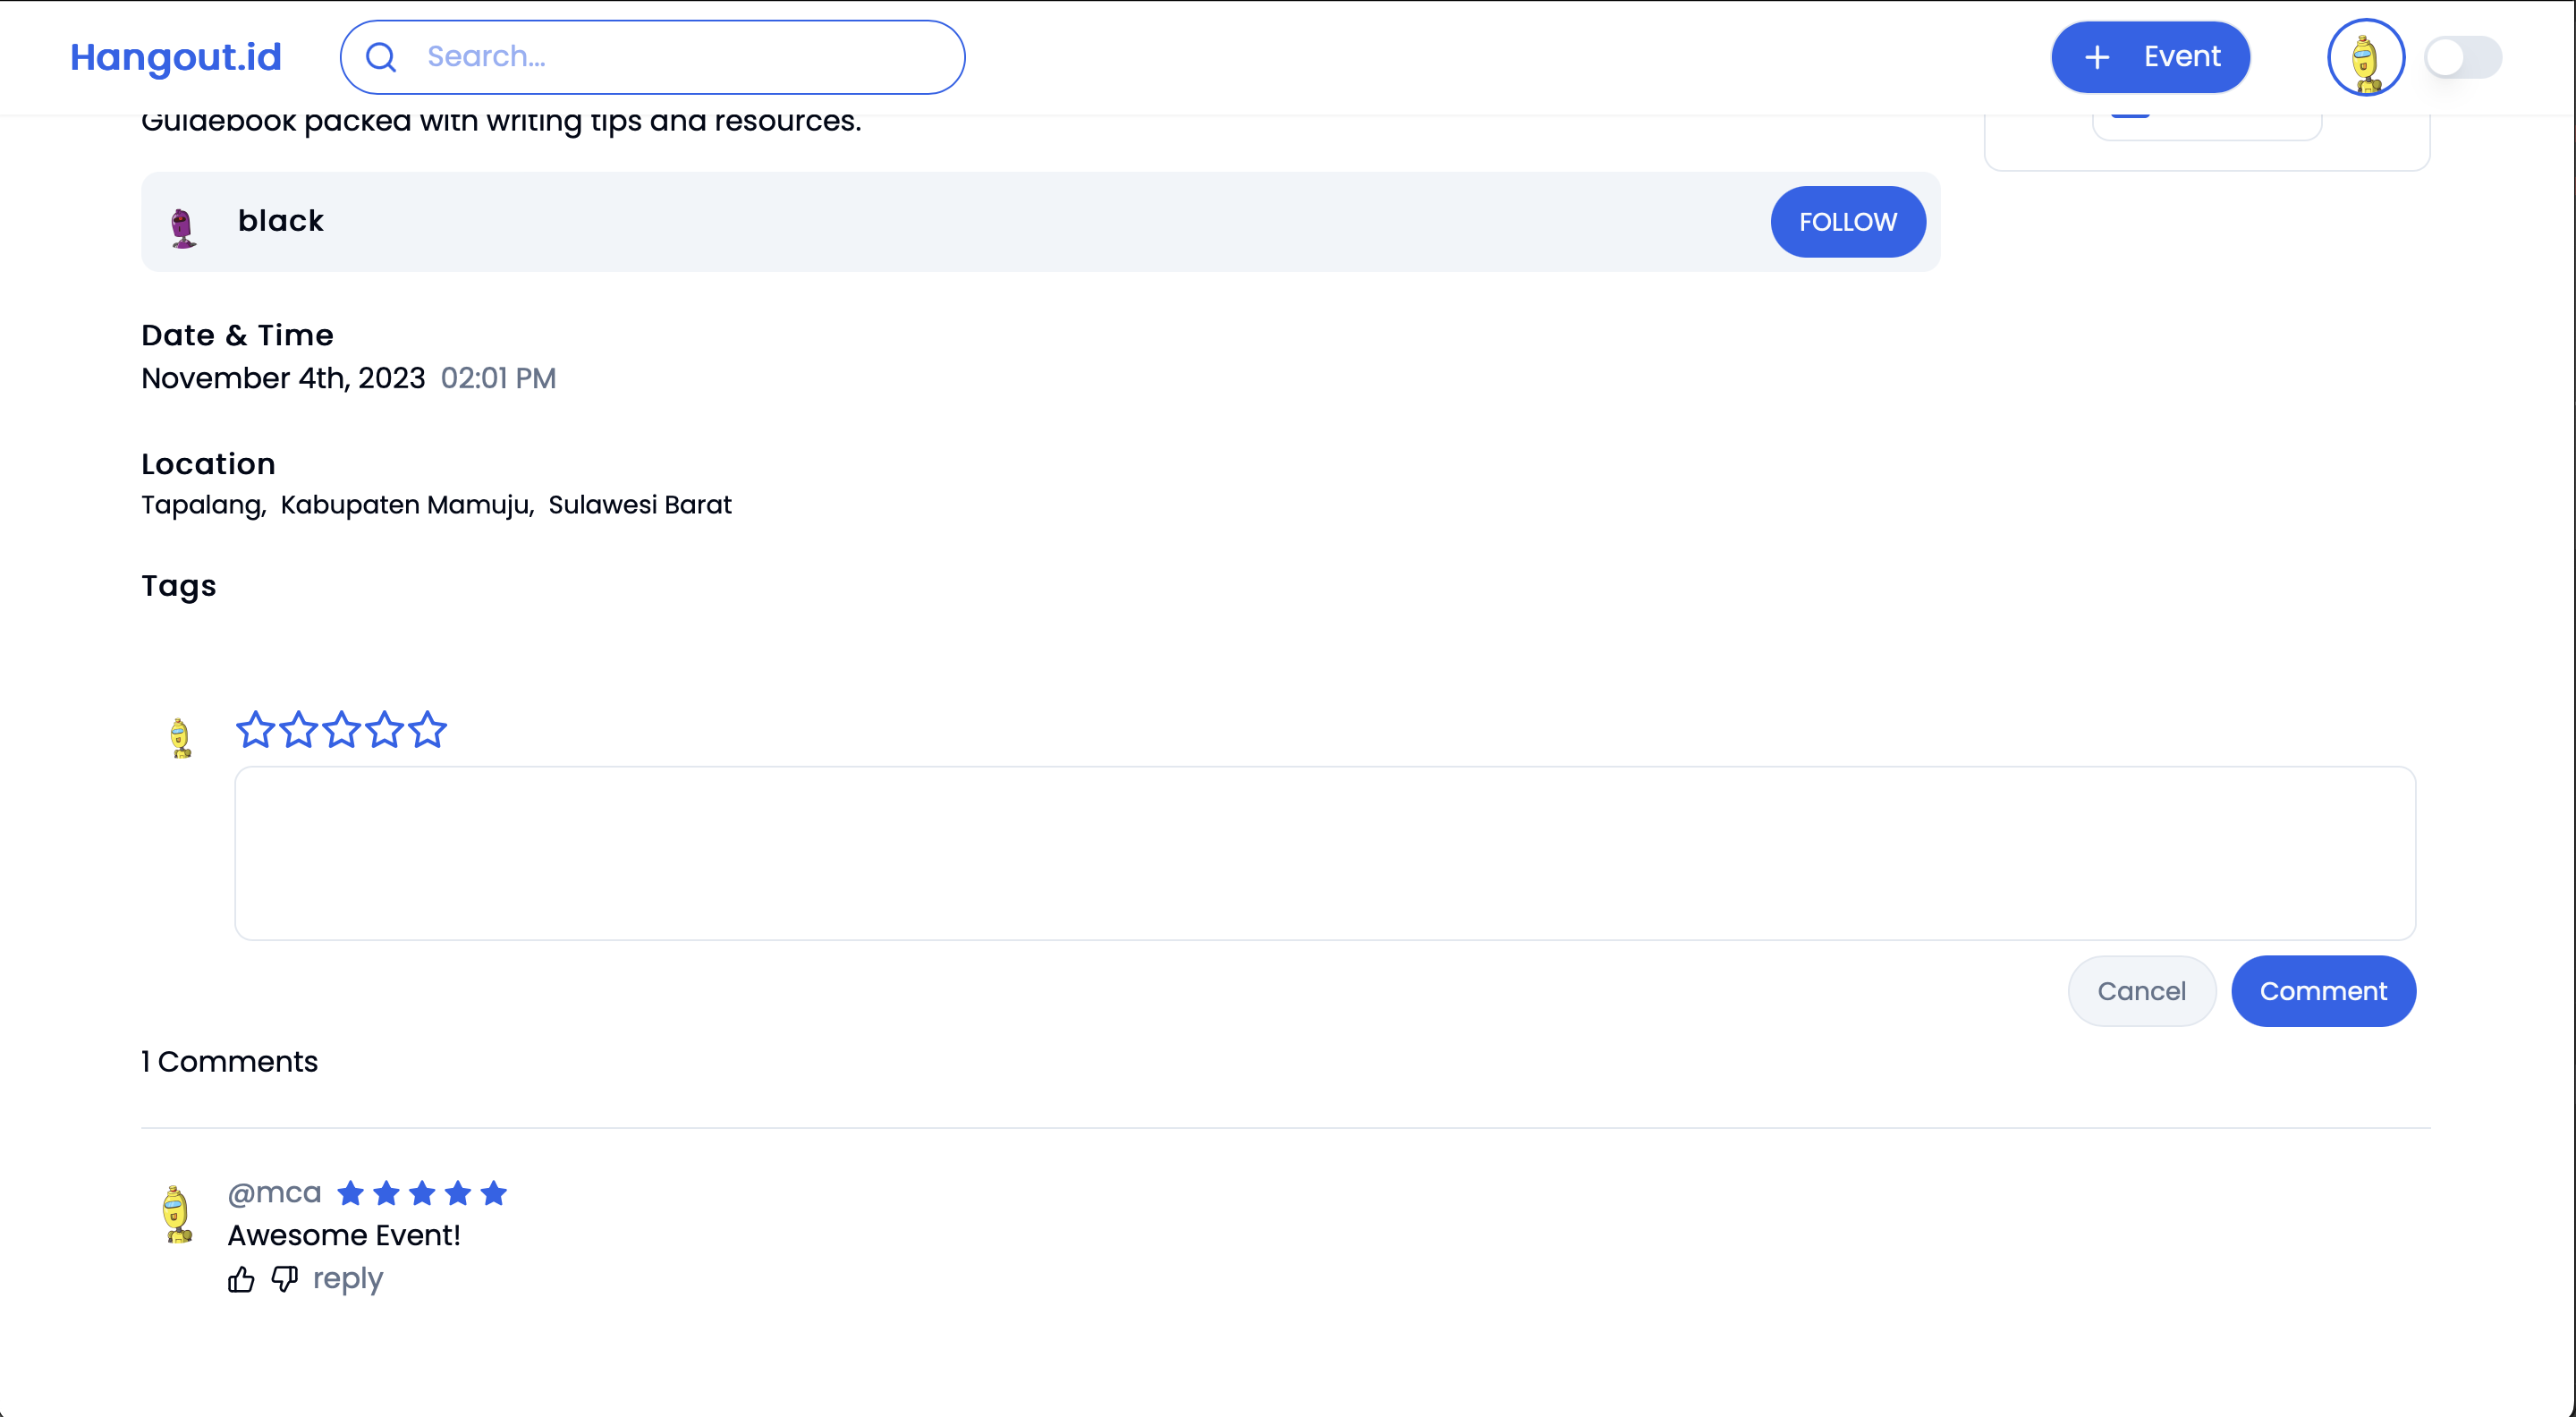 Hangout.id
Search...
Event
Guidebook packed with writing tips and resources.
black
FOLLOW
Date & Time
November 4th, 2023 02:01 PM
Location
Tapalang, Kabupaten Mamuju, Sulawesi Barat
Tags
Cancel
Comment
1 Comments
@mca
Awesome Event!
reply